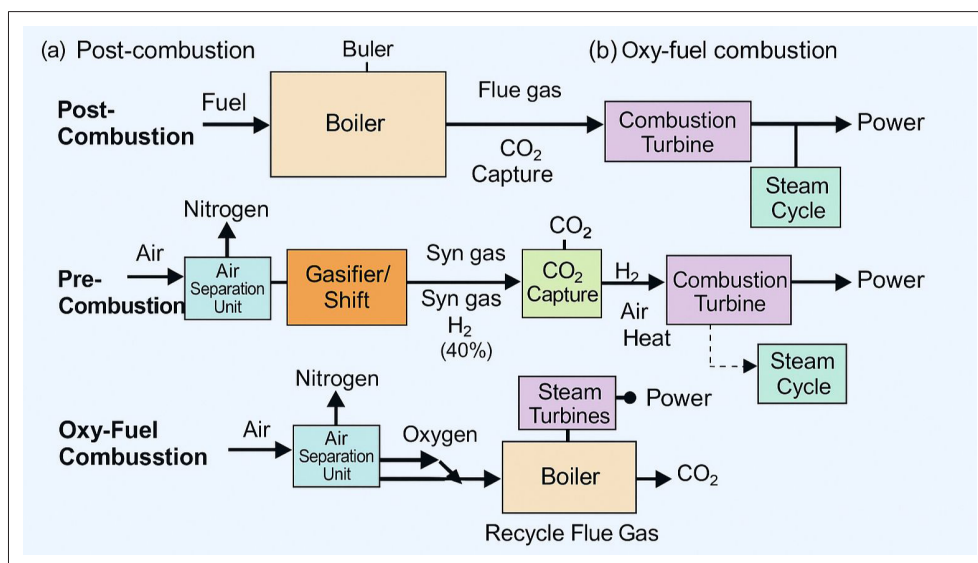 (a) Post-combustion
(b) Oxy-fuel combustion
Buler
Post-
Combustion
Fuel
Boiler
Flue gas
CO₂
Capture
Combustion
Turbine
Power
Steam
Cycle
Nitrogen
Pre-
Combustion
Air
Air
Separation
Unit
Gasifier/
Shift
Syn gas
Syn gas
H₂
(40%)
CO₂
CO₂
Capture
H₂
Air
Heat
Combustion
Turbine
Power
Steam
Cycle
Nitrogen
Oxy-Fuel
Combusstion
Air
Air
Separation
Unit
Oxygen
Steam
Turbines
Power
Boiler
CO₂
Recycle Flue Gas